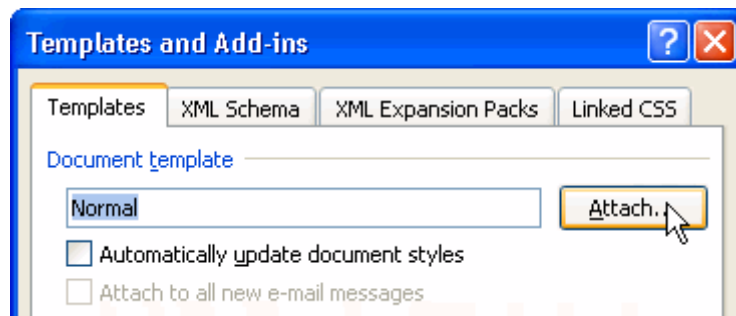 Templates and Add-ins
Templates XML Schema XML Expansion Packs Linked CSS
Document template
Normal Attach...
Automatically update document styles
Attach to all new e-mail messages